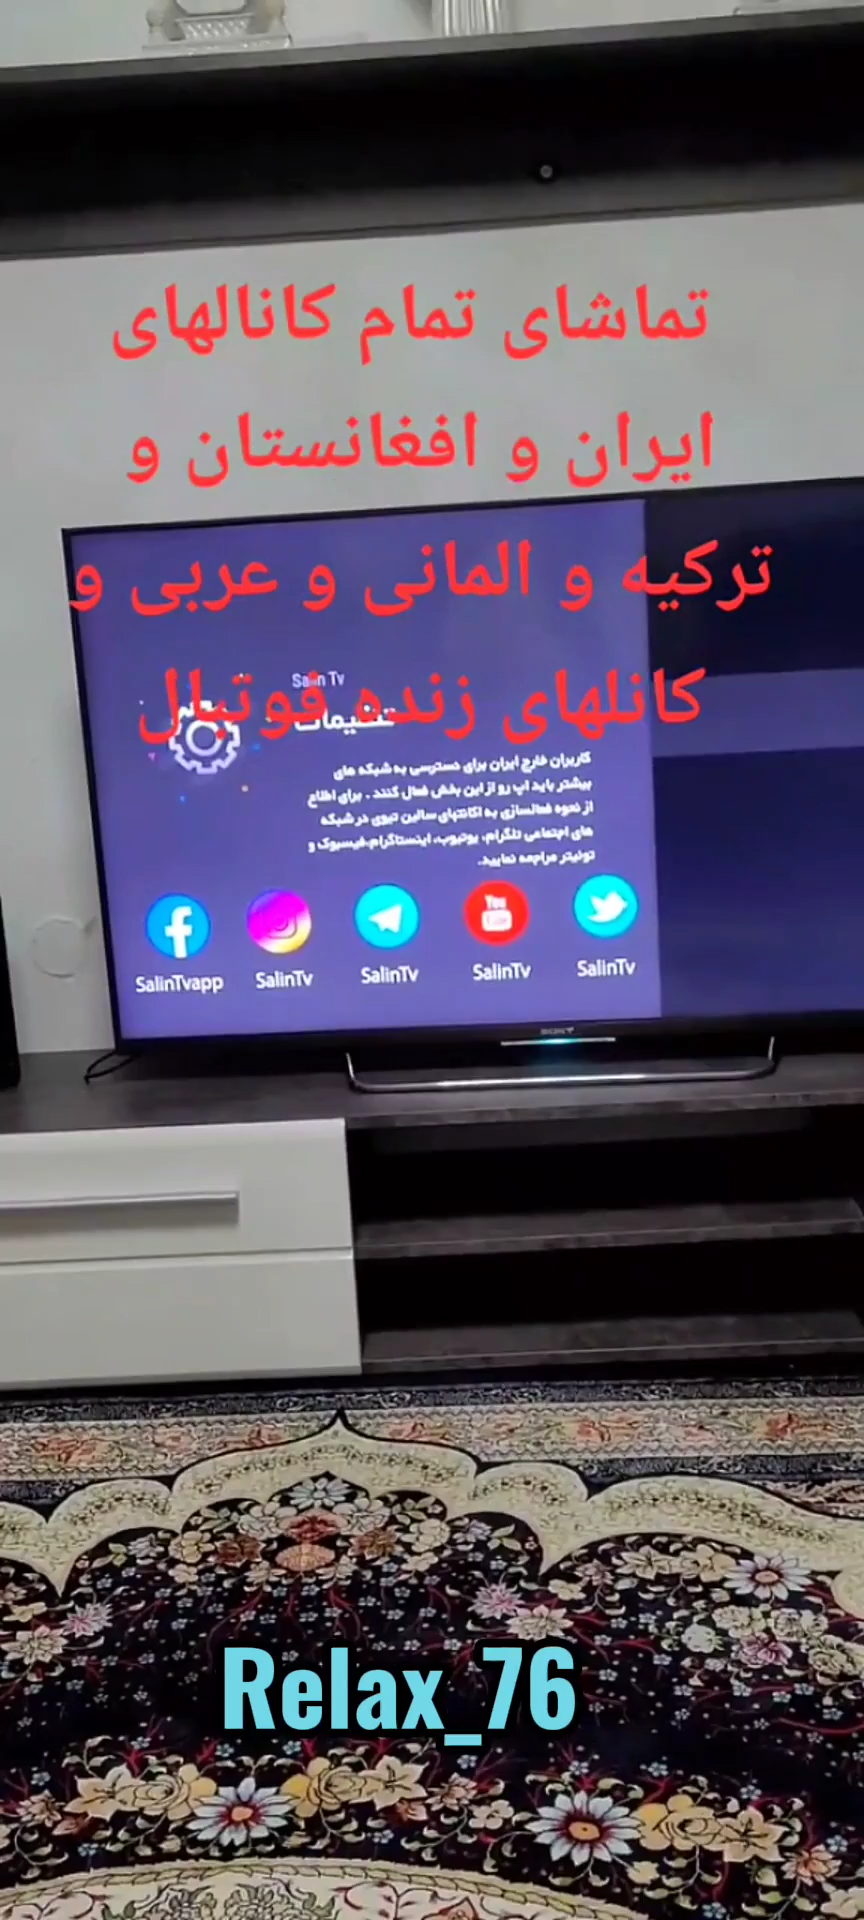 تماشای تمام کانالهای
ایران و افغانستان و
ترکیه و المانی و عربی و
کانلهای زنده فوتبال
Salin Tv
تنظیمات
کاربران خارج ایران برای دسترسی به شبکه های
بیشتر باید اپ رو از این بخش فعال کنند . برای اطلاع
از نحوه فعالسازی به اکانتهای سالین تیوی در شبکه
های اجتماعی تلگرام، یوتیوب، اینستاگرام،فیسبوک و
توئیتر مراجعه نمایید.
You
SalinTvapp
SalinTv
SalinTv
SalinTv
SalinTv
SONY
Relax_76